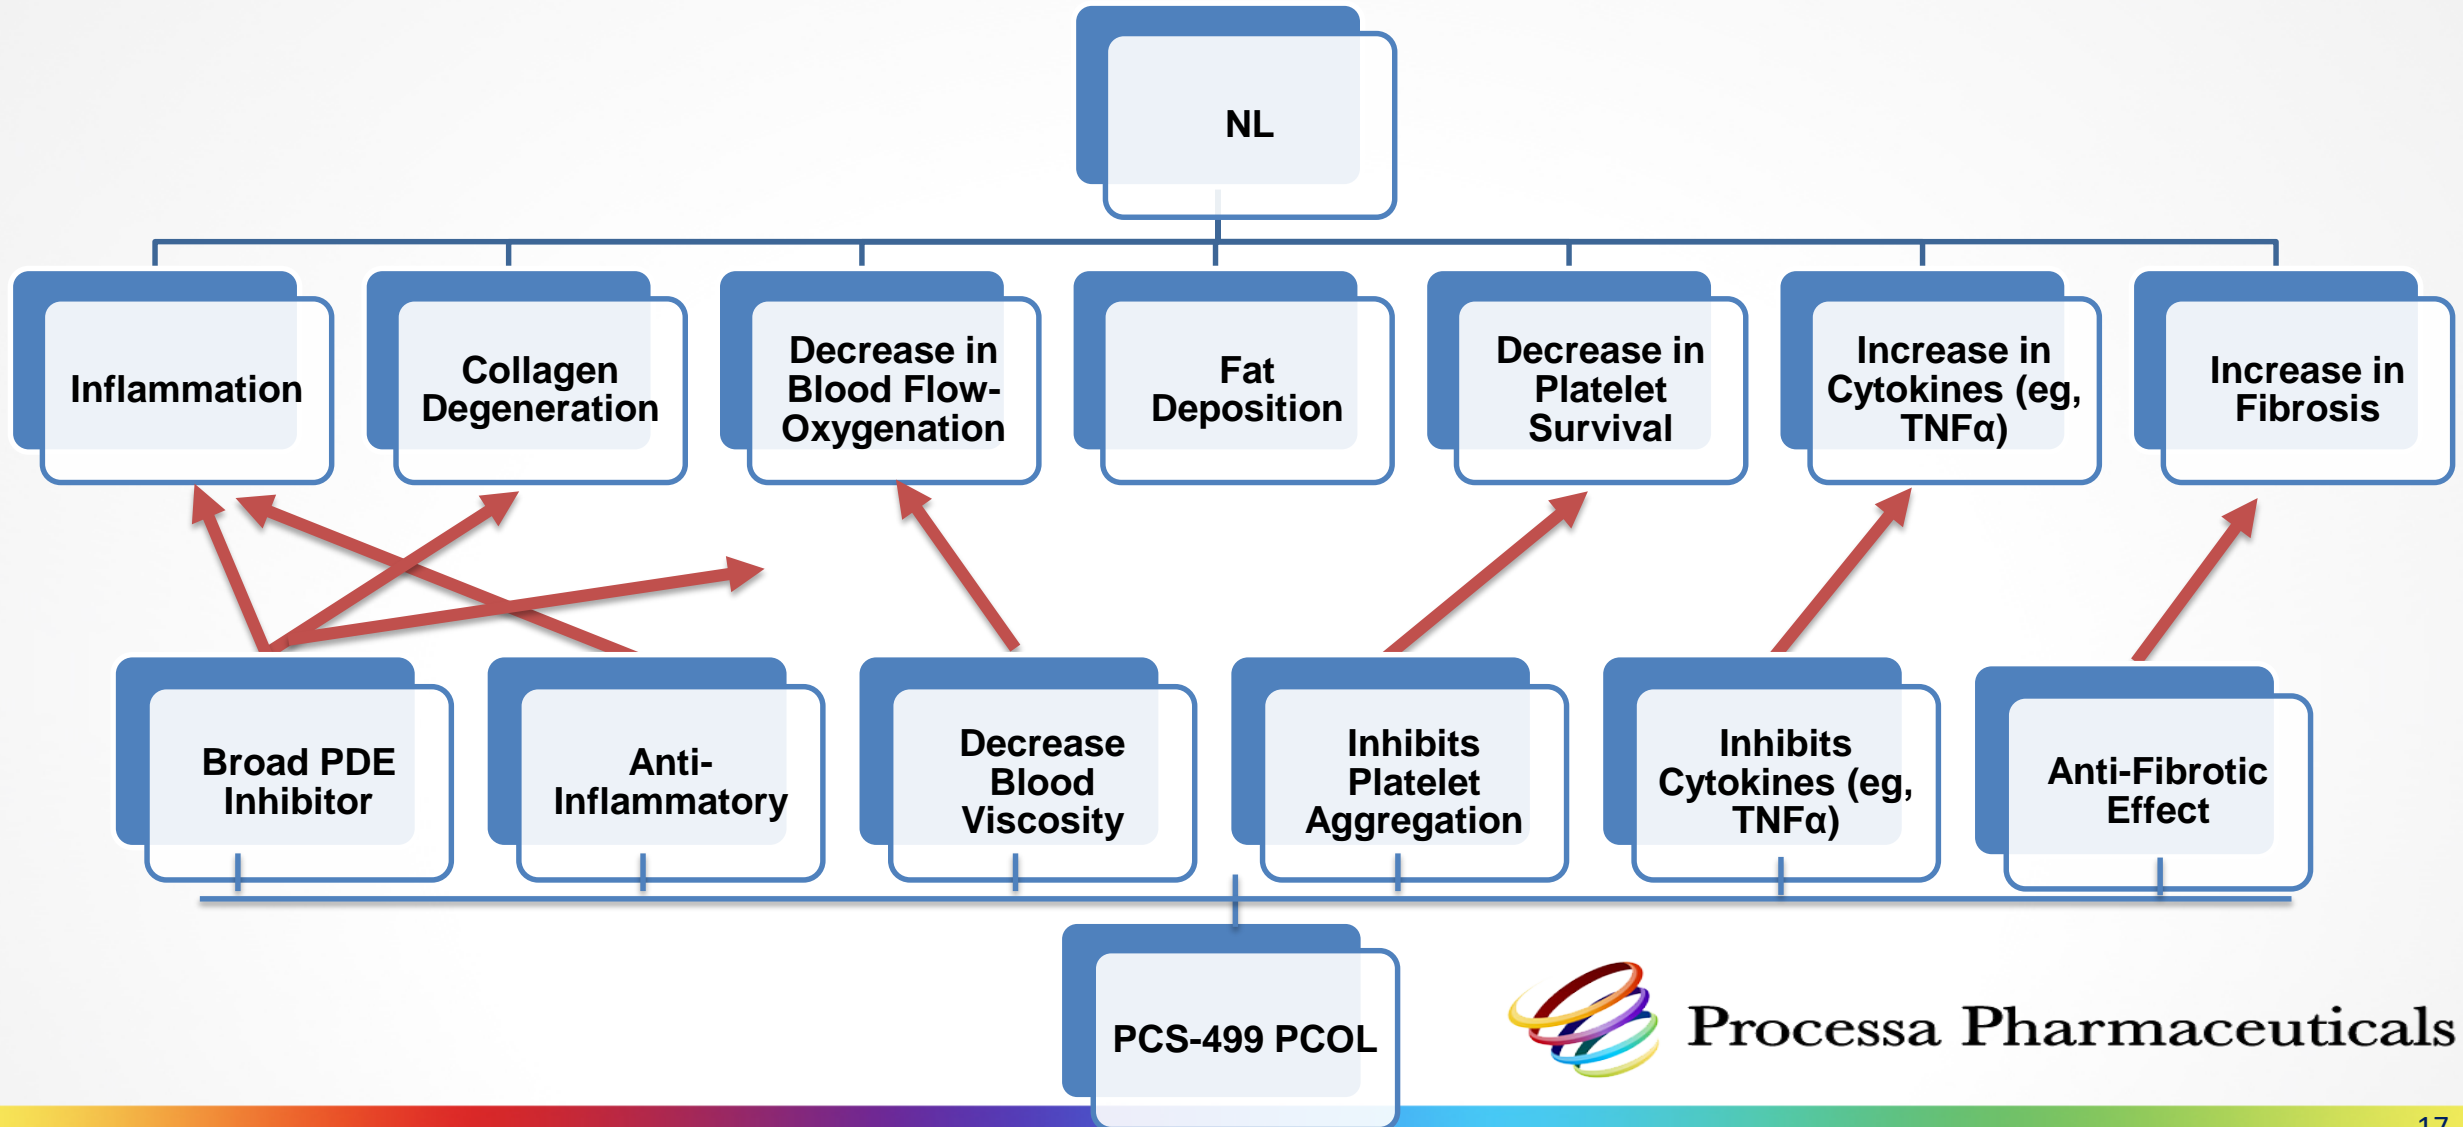 NL
Inflammation
Collagen
Degeneration
Decrease in
Blood Flow-
Oxygenation
Fat
Deposition
Decrease in
Platelet
Survival
Increase in
Cytokines (eg,
TNFα)
Increase in
Fibrosis
Broad PDE
Inhibitor
Anti-
Inflammatory
Decrease
Blood
Viscosity
Inhibits
Platelet
Aggregation
Inhibits
Cytokines (eg,
TNFα)
Anti-Fibrotic
Effect
PCS-499 PCOL
Processa Pharmaceuticals
17